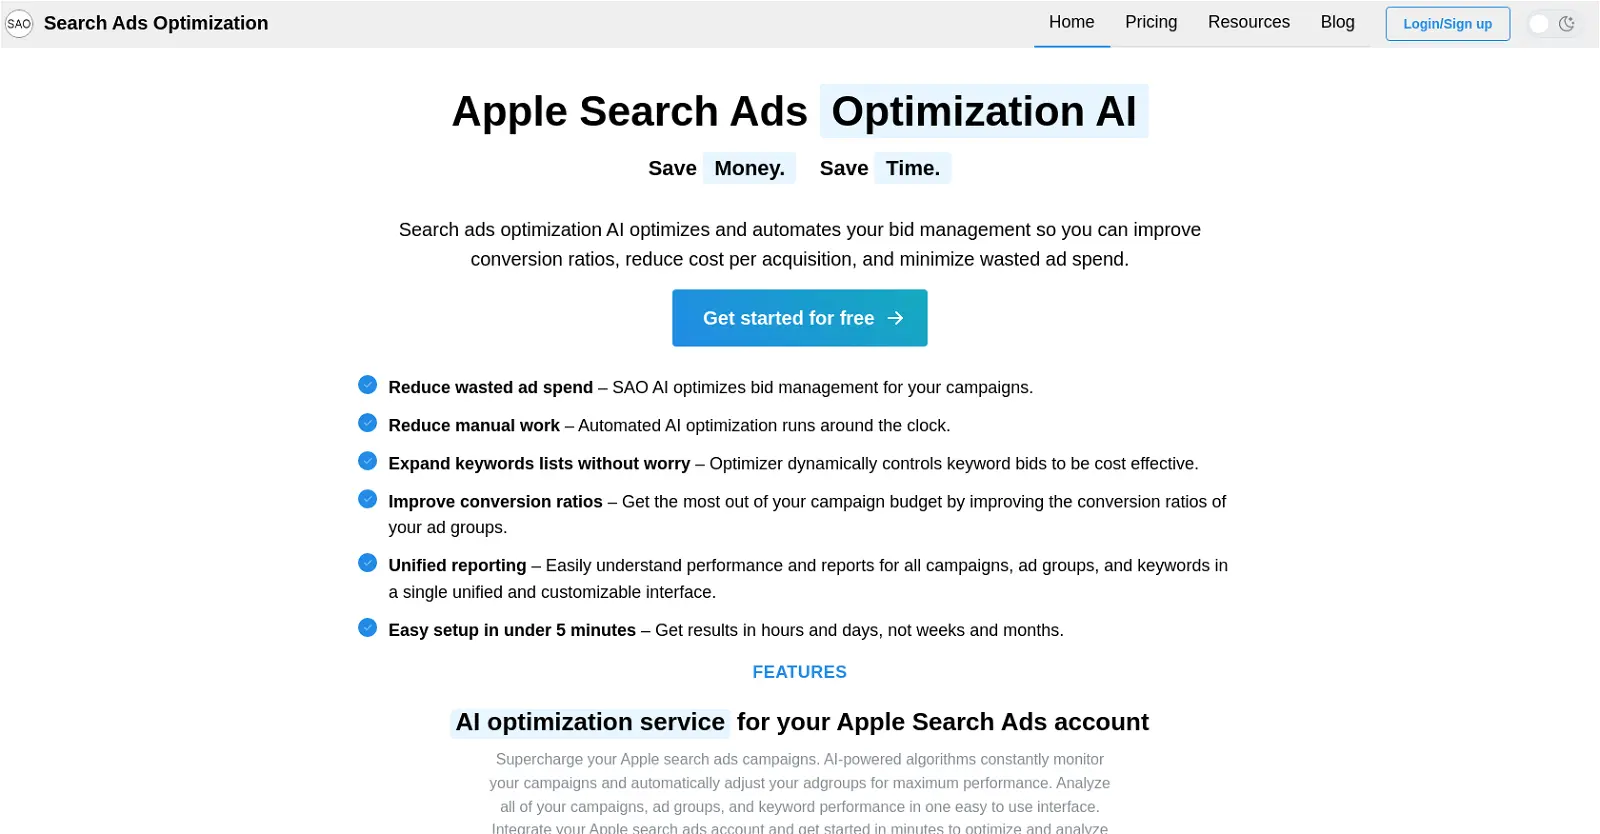 SAO Search Ads Optimization
Home Pricing Resources Blog Login/Sign up
Apple Search Ads Optimization AI
Save Money. Save Time.
Search ads optimization AI optimizes and automates your bid management so you can improve
conversion ratios, reduce cost per acquisition, and minimize wasted ad spend.
Get started for free →
Reduce wasted ad spend – SAO AI optimizes bid management for your campaigns.
Reduce manual work – Automated AI optimization runs around the clock.
Expand keywords lists without worry – Optimizer dynamically controls keyword bids to be cost effective.
Improve conversion ratios – Get the most out of your campaign budget by improving the conversion ratios of
your ad groups.
Unified reporting – Easily understand performance and reports for all campaigns, ad groups, and keywords in
a single unified and customizable interface.
Easy setup in under 5 minutes – Get results in hours and days, not weeks and months.
FEATURES
AI optimization service for your Apple Search Ads account
Supercharge your Apple search ads campaigns. AI-powered algorithms constantly monitor
your campaigns and automatically adjust your adgroups for maximum performance. Analyze
all of your campaigns, ad groups, and keyword performance in one easy to use interface.
Integrate your Apple search ads account and get started in minutes to optimize and analyze